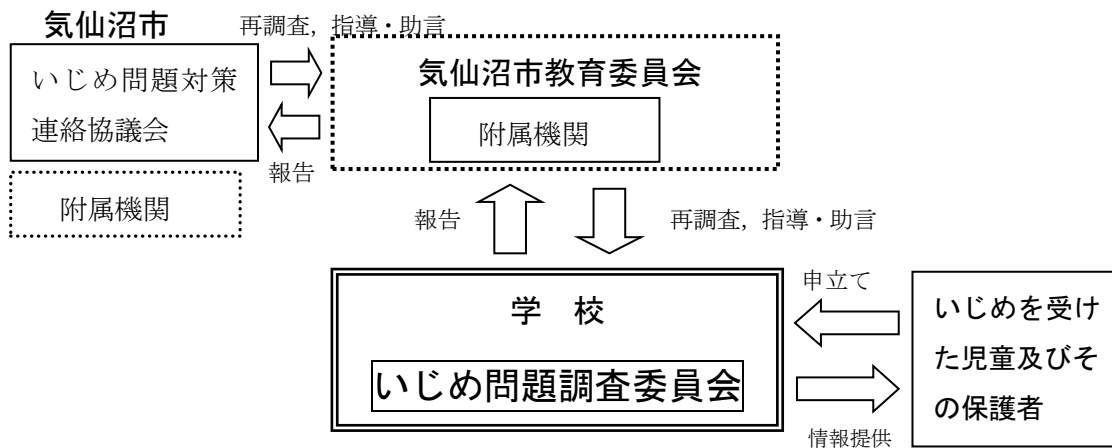 気仙沼市
再調査，指導・助言
いじめ問題対策
連絡協議会
気仙沼市教育委員会
附属機関
報告
附属機関
報告
再調査，指導・助言
学　校
いじめ問題調査委員会
申立て
情報提供
いじめを受け
た児童及びそ
の保護者